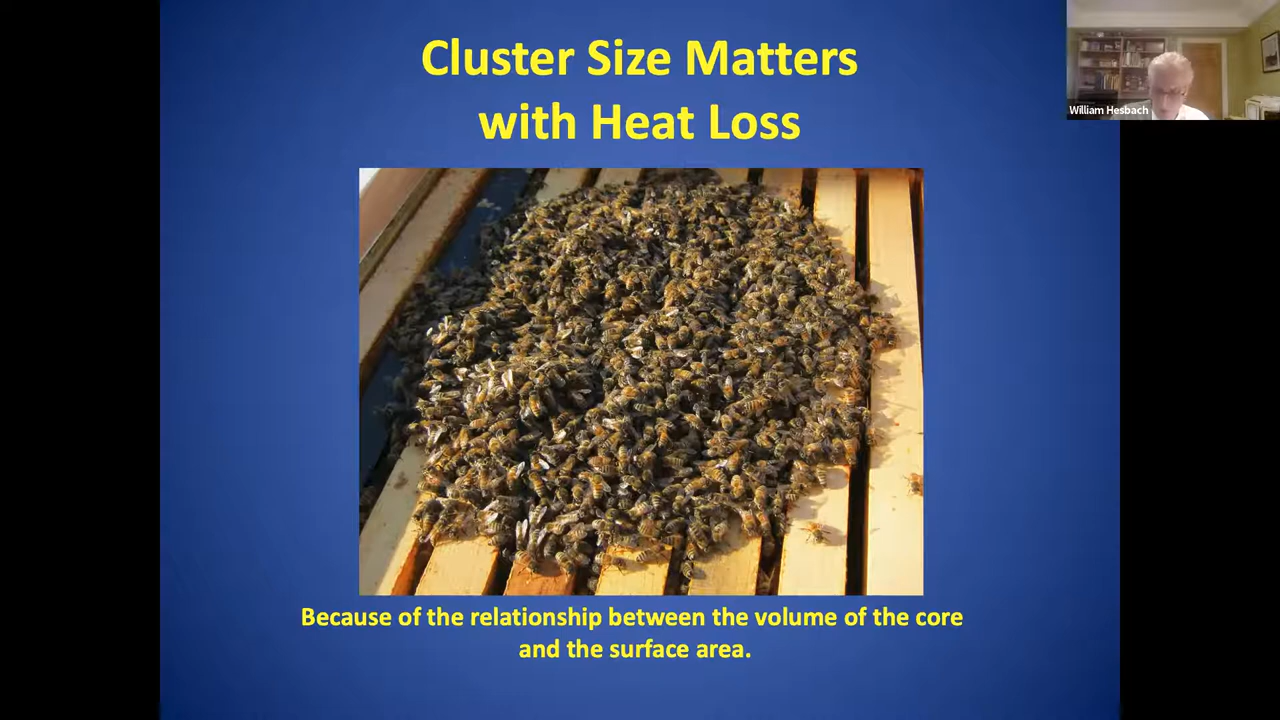 Cluster Size Matters
with Heat Loss
William Hesbach
Because of the relationship between the volume of the core
and the surface area.